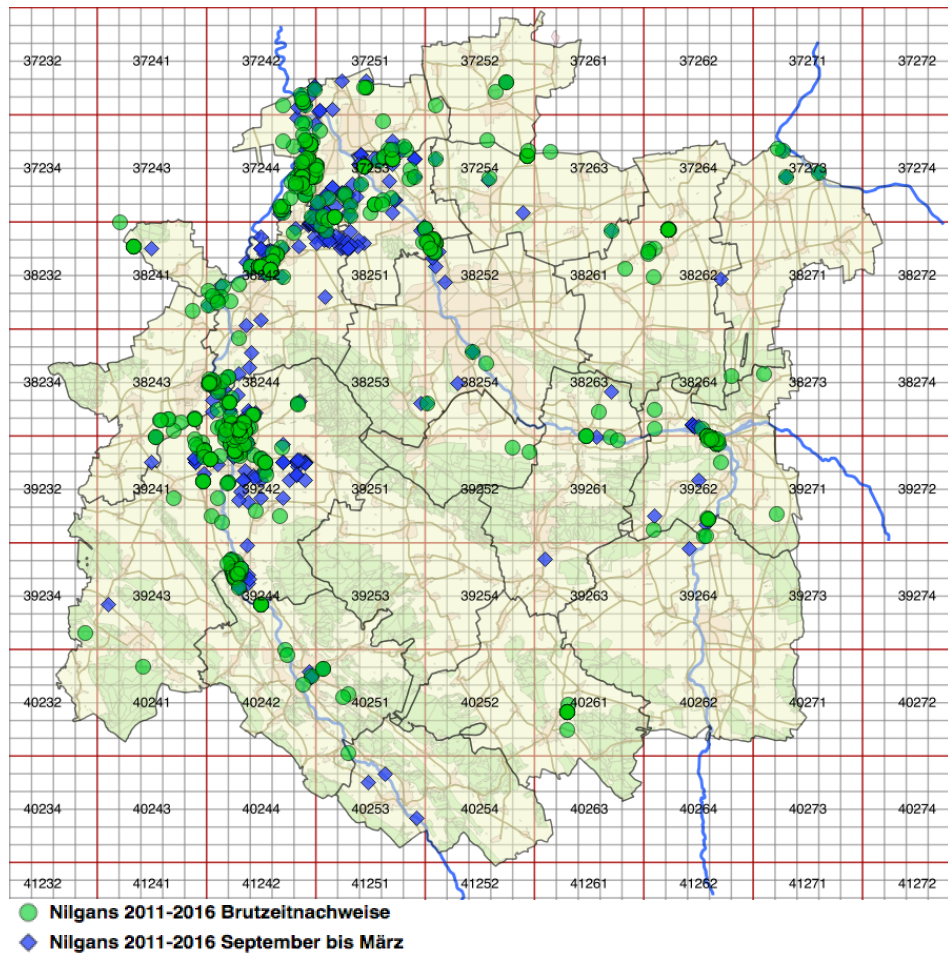 37232 37241 37242 37251 37252 37261 37262 37271 37272
37234 37243 37244 37253 37254 37263 37264 37273 37274
38232 38241 38242 38251 38252 38261 38262 38271 38272
38234 38243 38244 38253 38254 38263 38264 38273 38274
39232 39241 39242 39251 39252 39261 39262 39271 39272
39234 39243 39244 39253 39254 39263 39264 39273 39274
40232 40241 40242 40251 40252 40261 40262 40271 40272
40234 40243 40244 40253 40254 40263 40264 40273 40274
41232 41241 41242 41251 41252 41261 41262 41271 41272
Nilgans 2011-2016 Brutzeitnachweise
Nilgans 2011-2016 September bis März